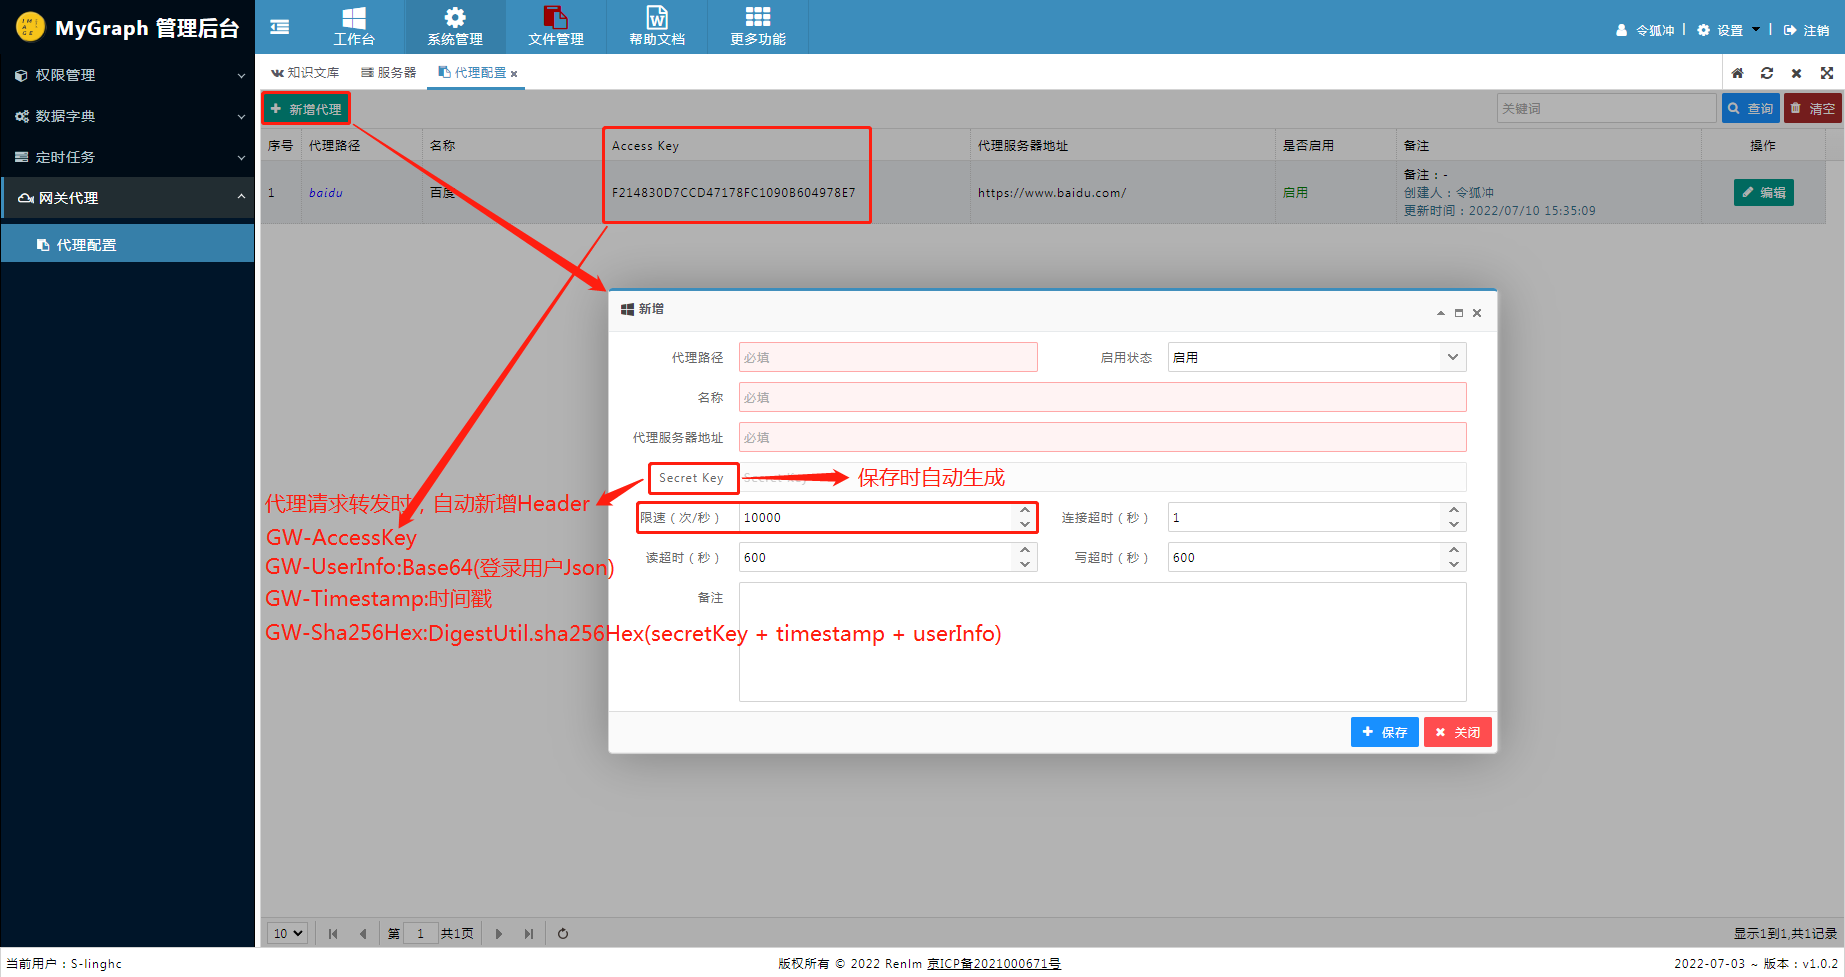 MyGraph 管理后台
工作台
系统管理
文件管理
帮助文档
更多功能
令狐冲
设置
注销
权限管理
数据字典
定时任务
网关代理
代理配置
知识文库
服务器
代理配置
新增代理
关键词
查询
清空
序号 代理路径 名称 Access Key 代理服务器地址 是否启用 备注 操作
1 baidu 百度 F214830D7CCD47178FC1090B604978E7 https://www.baidu.com/ 启用
备注：-
创建人：令狐冲
更新时间：2022/07/10 15:35:09
编辑
新增
代理路径 必填 启用状态 启用
名称 必填
代理服务器地址 必填
Secret Key
保存时自动生成
限速（次/秒） 10000 连接超时（秒） 1
读超时（秒） 600 写超时（秒） 600
备注
代理请求转发时，自动新增Header
GW-AccessKey
GW-UserInfo:Base64(登录用户Json)
GW-Timestamp:时间戳
GW-Sha256Hex:DigestUtil.sha256Hex(secretKey + timestamp + userInfo)
保存
关闭
10 第 1 共1页
显示1到1,共1记录
当前用户：S-linghc
版权所有 © 2022 Renlm 京ICP备2021000671号
2022-07-03 ~ 版本：v1.0.2